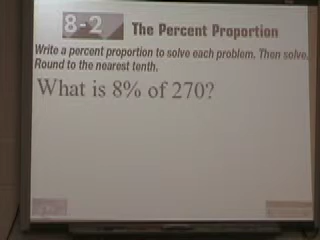 8-2 The Percent Proportion
Write a percent proportion to solve each problem. Then solve.
Round to the nearest tenth.
What is 8% of 270?